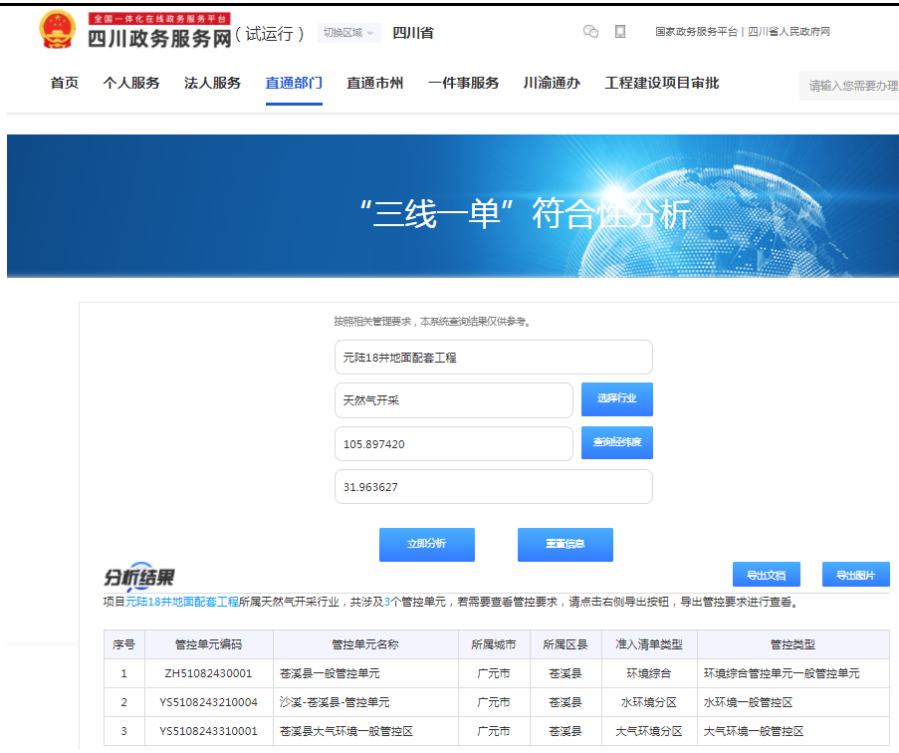 全国一体化在线政务服务平台
四川政务服务网（试运行） 切换区域 四川省 国家政务服务平台 | 四川省人民政府网
首页 个人服务 法人服务 直通部门 直通市州 一件事服务 川渝通办 工程建设项目审批 请输入您需要办理
“三线一单”符合性分析
按照相关管理要求，本系统查询结果仅供参考。
元陆18井地面配套工程
天然气开采 选择行业
105.897420 查询经纬度
31.963627
立即分析 重置信息
分析结果 导出文档 导出图片
项目元陆18井地面配套工程所属天然气开采行业，共涉及3个管控单元，若需要查看管控要求，请点击右侧导出按钮，导出管控要求进行查看。
序号 管控单元编码 管控单元名称 所属城市 所属区县 准入清单类型 管控类型
1 ZH51082430001 苍溪县一般管控单元 广元市 苍溪县 环境综合 环境综合管控单元一般管控单元
2 YS5108243210004 沙溪-苍溪县-管控单元 广元市 苍溪县 水环境分区 水环境一般管控区
3 YS5108243310001 苍溪县大气环境一般管控区 广元市 苍溪县 大气环境分区 大气环境一般管控区